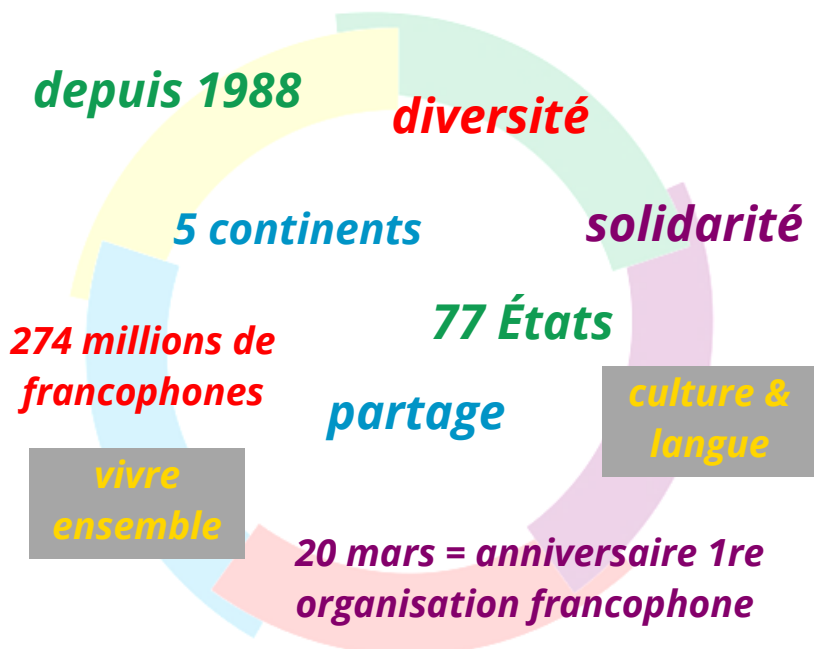 depuis 1988
diversité
5 continents
solidarité
77 États
274 millions de
francophones
partage
culture &
langue
vivre
ensemble
20 mars = anniversaire 1re
organisation francophone